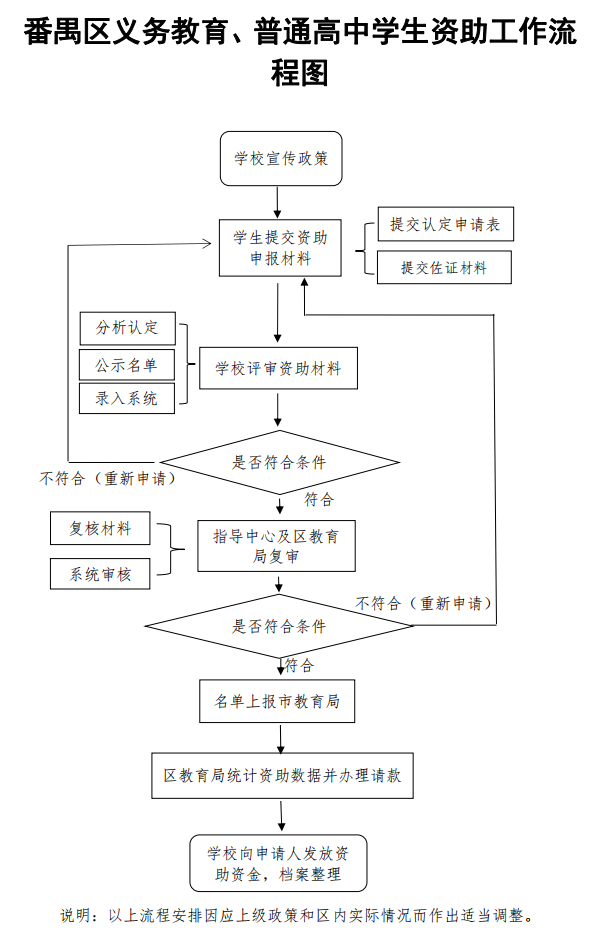 番禺区义务教育、普通高中学生资助工作流
程图
学校宣传政策
学生提交资助
申报材料
提交认定申请表
提交佐证材料
分析认定
公示名单
录入系统
学校评审资助材料
是否符合条件
不符合（重新申请）
符合
复核材料
系统审核
指导中心及区教育
局复审
不符合（重新申请）
是否符合条件
符合
名单上报市教育局
区教育局统计资助数据并办理请款
学校向申请人发放资
助资金，档案整理
说明：以上流程安排因应上级政策和区内实际情况而作出适当调整。